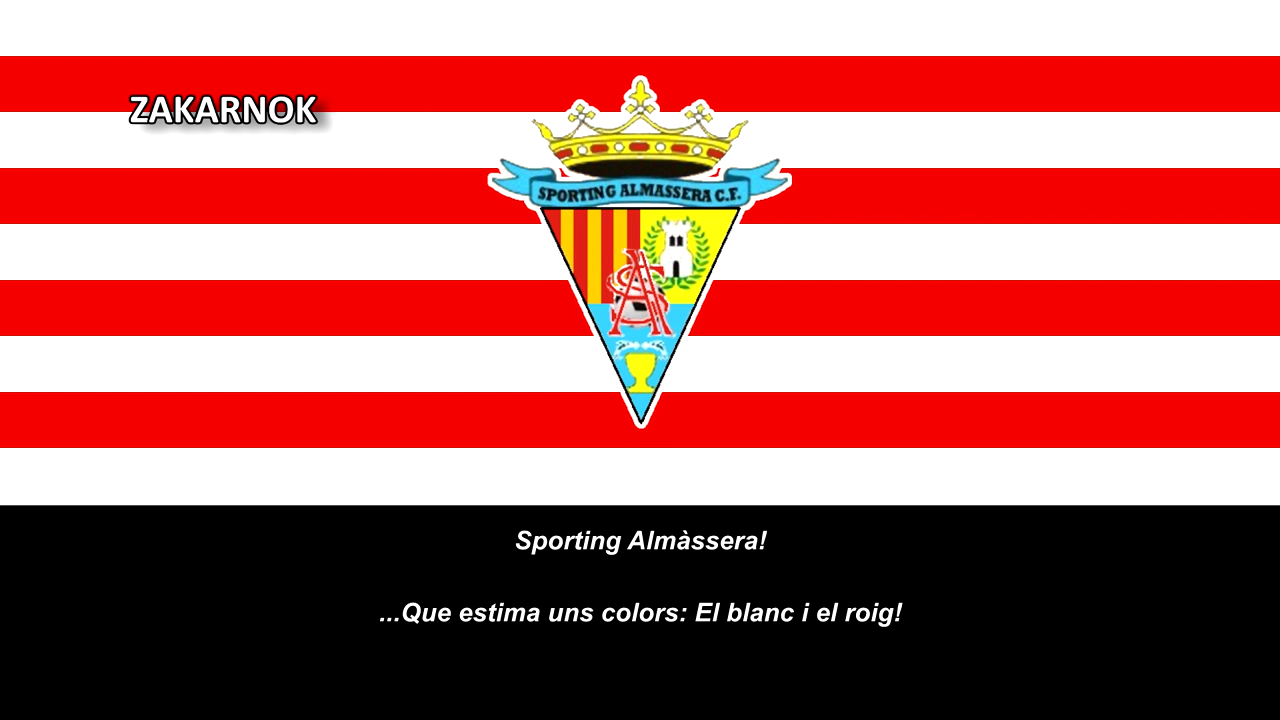 ZAKARNOK
SPORTING ALMASSERA C.F.
Sporting Almàssera!
...Que estima uns colors: El blanc i el roig!